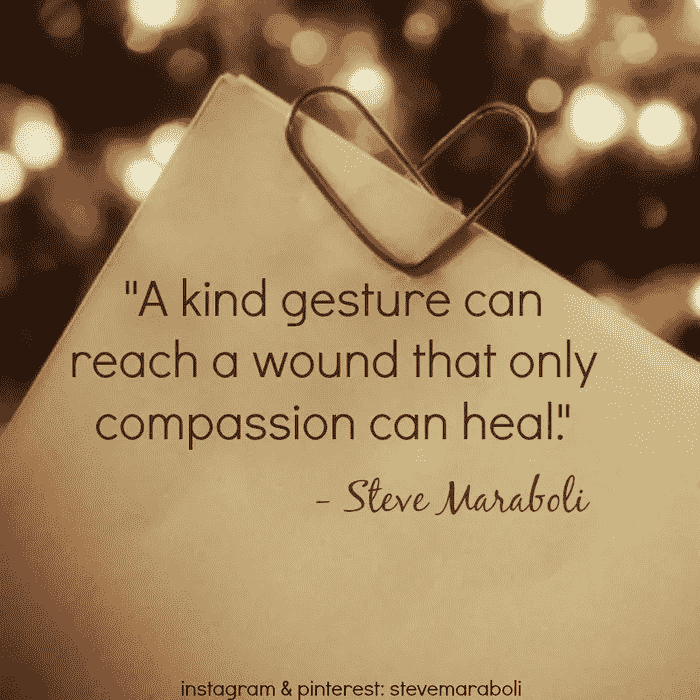 "A kind gesture can
reach a wound that only
compassion can heal."
- Steve Maraboli
instagram & pinterest: stevemaraboli